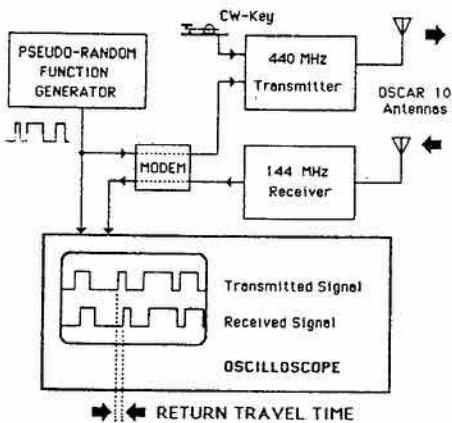 CW-Key
PSEUDO-RANDOM
FUNCTION
GENERATOR
440 MHz
Transmitter
OSCAR 10
Antennas
MODEM
144 MHz
Receiver
Transmitted Signal
Received Signal
OSCILLOSCOPE
RETURN TRAVEL TIME